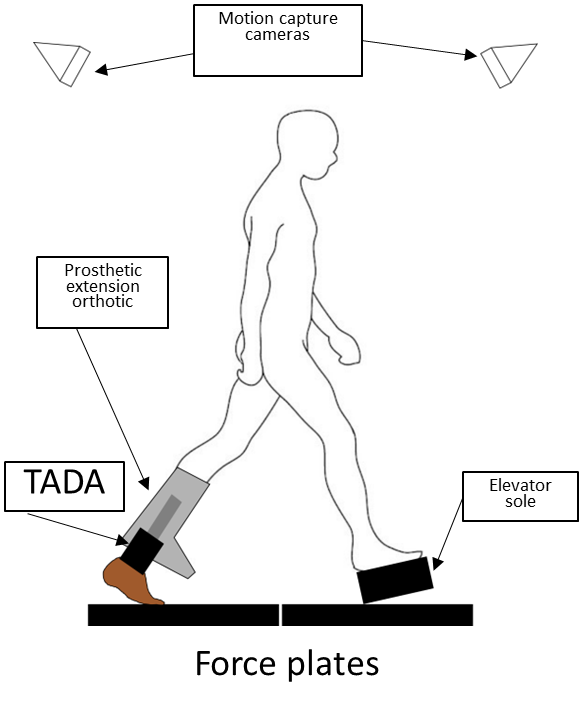 Motion capture
cameras
Prosthetic
extension
orthotic
TADA
Elevator
sole
Force plates